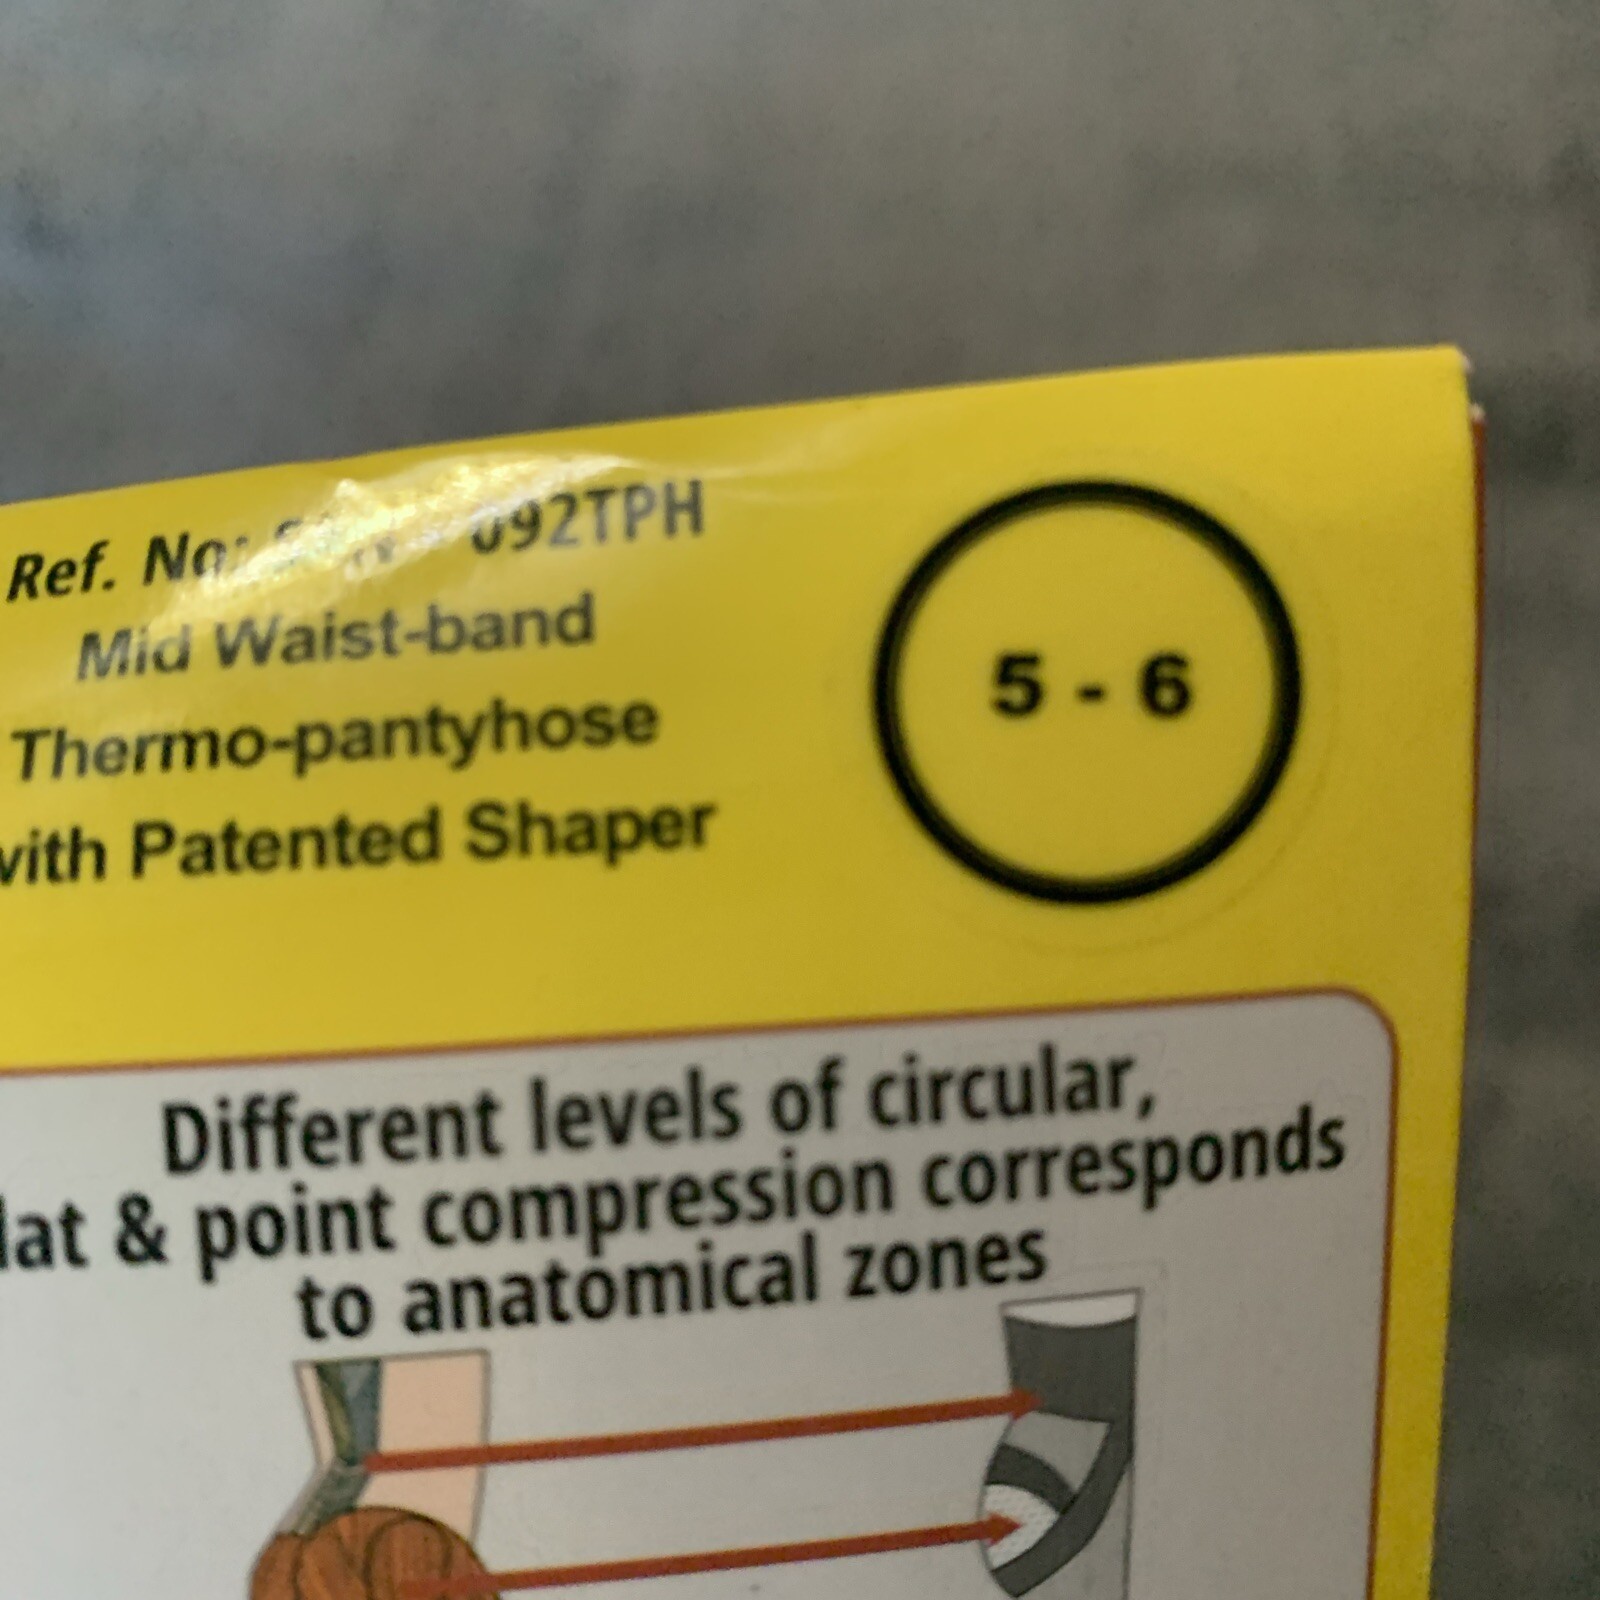 Ref. No: 092TPH
Mid Waist-band
Thermo-pantyhose
with Patented Shaper
5 - 6
Different levels of circular,
lat & point compression corresponds
to anatomical zones